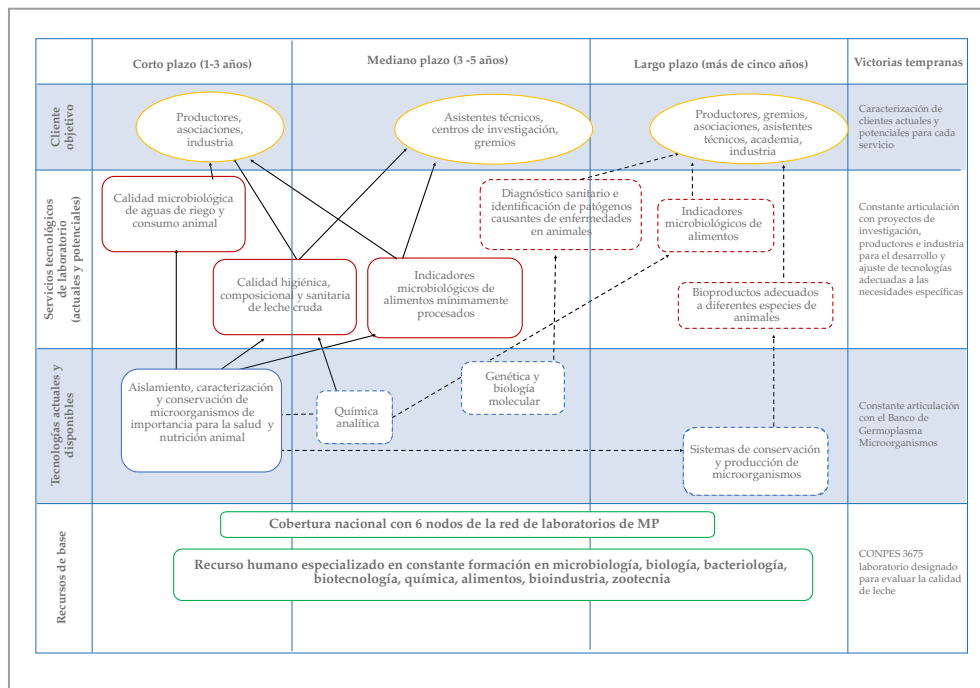 Corto plazo (1-3 años)
Mediano plazo (3 -5 años)
Largo plazo (más de cinco años)
Victorias tempranas
Cliente
objetivo
Productores,
asociaciones,
industria
Asistentes técnicos,
centros de investigación,
gremios
Productores, gremios,
asociaciones, asistentes
técnicos, academia,
industria
Caracterización de
clientes actuales y
potenciales para cada
servicio
Servicios tecnológicos
de laboratorio
(actuales y potenciales)
Calidad microbiológica
de aguas de riego y
consumo animal
Calidad higiénica,
composicional y sanitaria
de leche cruda
Indicadores
microbiológicos de
alimentos mínimamente
procesados
Diagnóstico sanitario e
identificación de patógenos
causantes de enfermedades
en animales
Indicadores
microbiológicos de
alimentos
Bioproductos adecuados
a diferentes especies de
animales
Constante articulación
con proyectos de
investigación,
productores e industria
para el desarrollo y
ajuste de tecnologías
adecuadas a las
necesidades específicas
Tecnologías actuales y
disponibles
Aislamiento, caracterización
y conservación de
microorganismos de
importancia para la salud y
nutrición animal
Química
analítica
Genética y
biología
molecular
Sistemas de conservación
y producción de
microorganismos
Constante articulación
con el Banco de
Germoplasma
Microorganismos
Recursos de base
Cobertura nacional con 6 nodos de la red de laboratorios de MP
Recurso humano especializado en constante formación en microbiología, biología, bacteriología,
biotecnología, química, alimentos, bioindustria, zootecnia
CONPES 3675
laboratorio designado
para evaluar la calidad
de leche